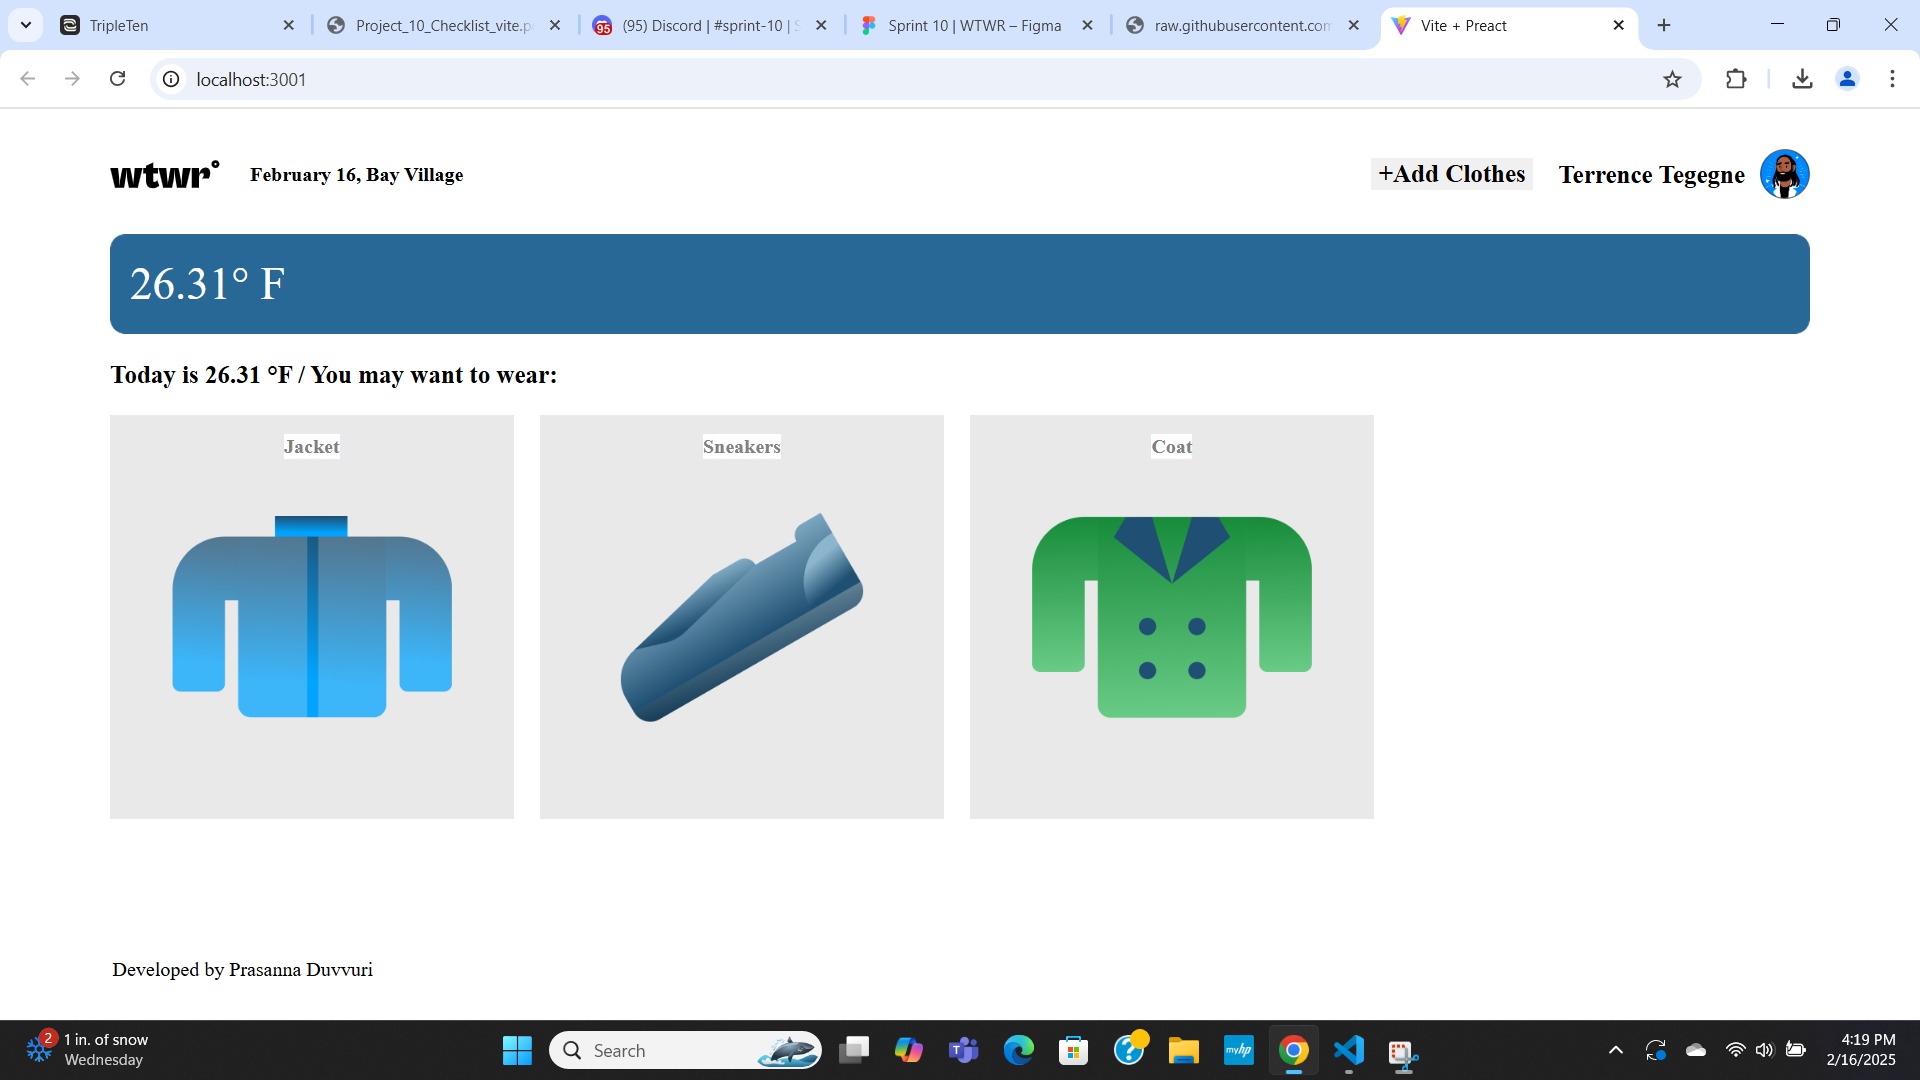 TripleTen
Project_10_Checklist_vite.p
(95) Discord | #sprint-10 | S
Sprint 10 | WTWR – Figma
raw.githubusercontent.com
Vite + Preact
localhost:3001
wtwr°
February 16, Bay Village
+Add Clothes
Terrence Tegegne
26.31° F
Today is 26.31 °F / You may want to wear:
Jacket
Sneakers
Coat
Developed by Prasanna Duvvuri
2
1 in. of snow
Wednesday
Search
myhp
4:19 PM
2/16/2025